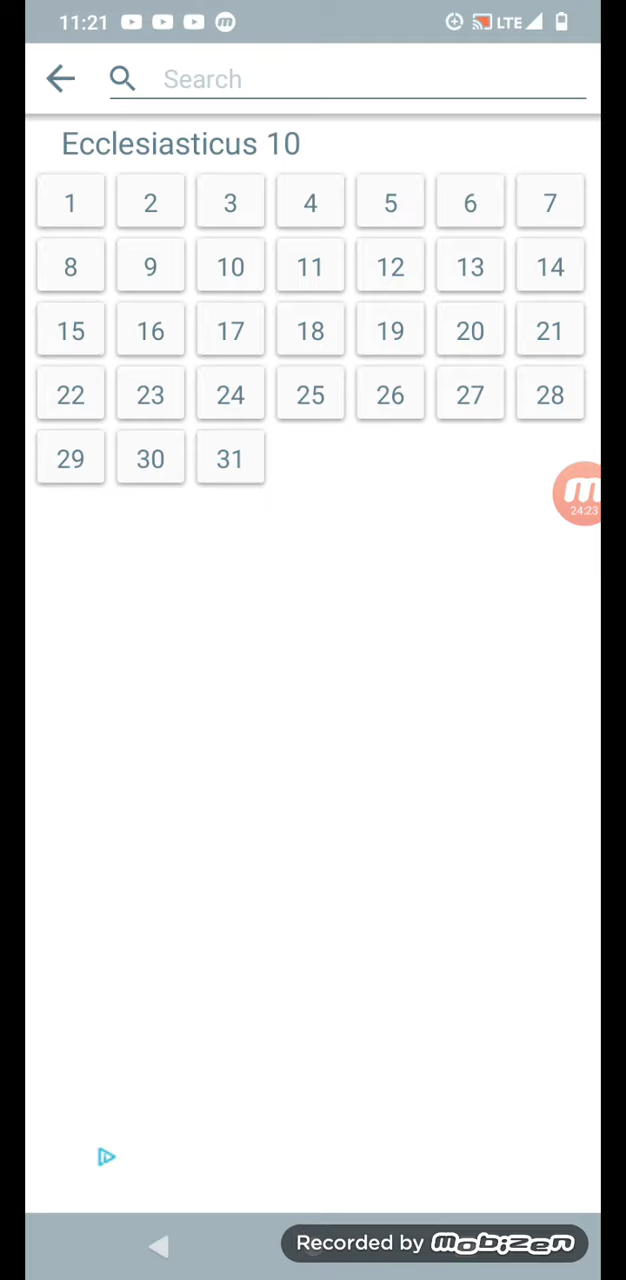 11:21 m LTE
Search
Ecclesiasticus 10
1 2 3 4 5 6 7
8 9 10 11 12 13 14
15 16 17 18 19 20 21
22 23 24 25 26 27 28
29 30 31
m
24:23
Recorded by mobizen